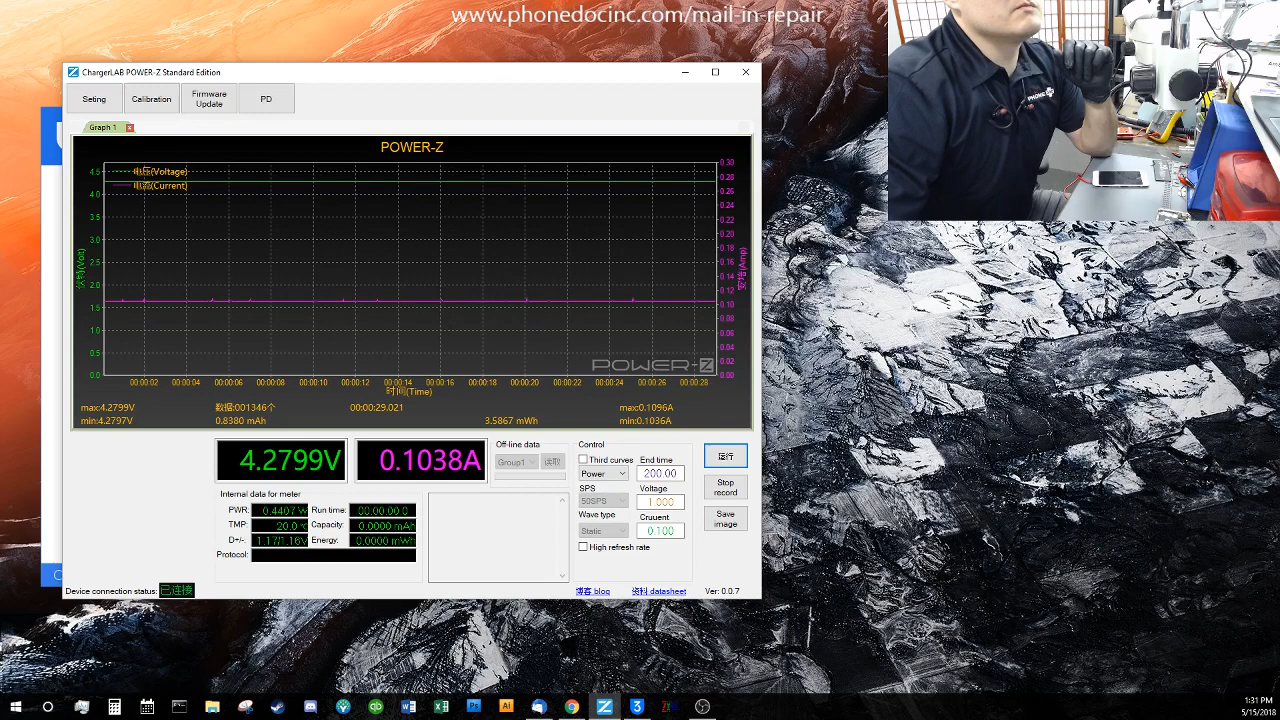 www.phonedocinc.com/mail-in-repair
ChargerLAB POWER-Z Standard Edition
Seting
Calibration
Firmware
Update
PD
Graph 1
POWER-Z
电压(Voltage)
电流(Current)
4.5
4.0
3.5
3.0
2.5
2.0
1.5
1.0
0.5
0.0
伏特(Volt)
0.30
0.28
0.26
0.24
0.22
0.20
0.18
0.16
0.14
0.12
0.10
0.08
0.06
0.04
0.02
0.00
安培(Amp)
POWER-Z
00:00:02 00:00:04 00:00:06 00:00:08 00:00:10 00:00:12 00:00:14 00:00:16 00:00:18 00:00:20 00:00:22 00:00:24 00:00:26 00:00:28
时间(Time)
max:4.2799V 数据:001346个 00:00:29.021 max:0.1096A
min:4.2797V 0.8380 mAh 3.5867 mWh min:0.1036A
4.2799V
0.1038A
Off-line data
Group1 读取
Control
Third curves End time
Power 200.00
SPS Voltage
50SPS 1.000
Wave type Cruuent
Static 0.100
High refresh rate
运行
Stop
record
Save
image
Internal data for meter
PWR: 0.4407 W Run time: 00:00:00.0
TMP: 20.0 ℃ Capacity: 0.0000 mAh
D+/-: 1.17/1.16V Energy: 0.0000 mWh
Protocol:
Device connection status: 已连接
博客 blog
资料 datasheet
Ver: 0.0.7
PHONE
1:31 PM
5/15/2018